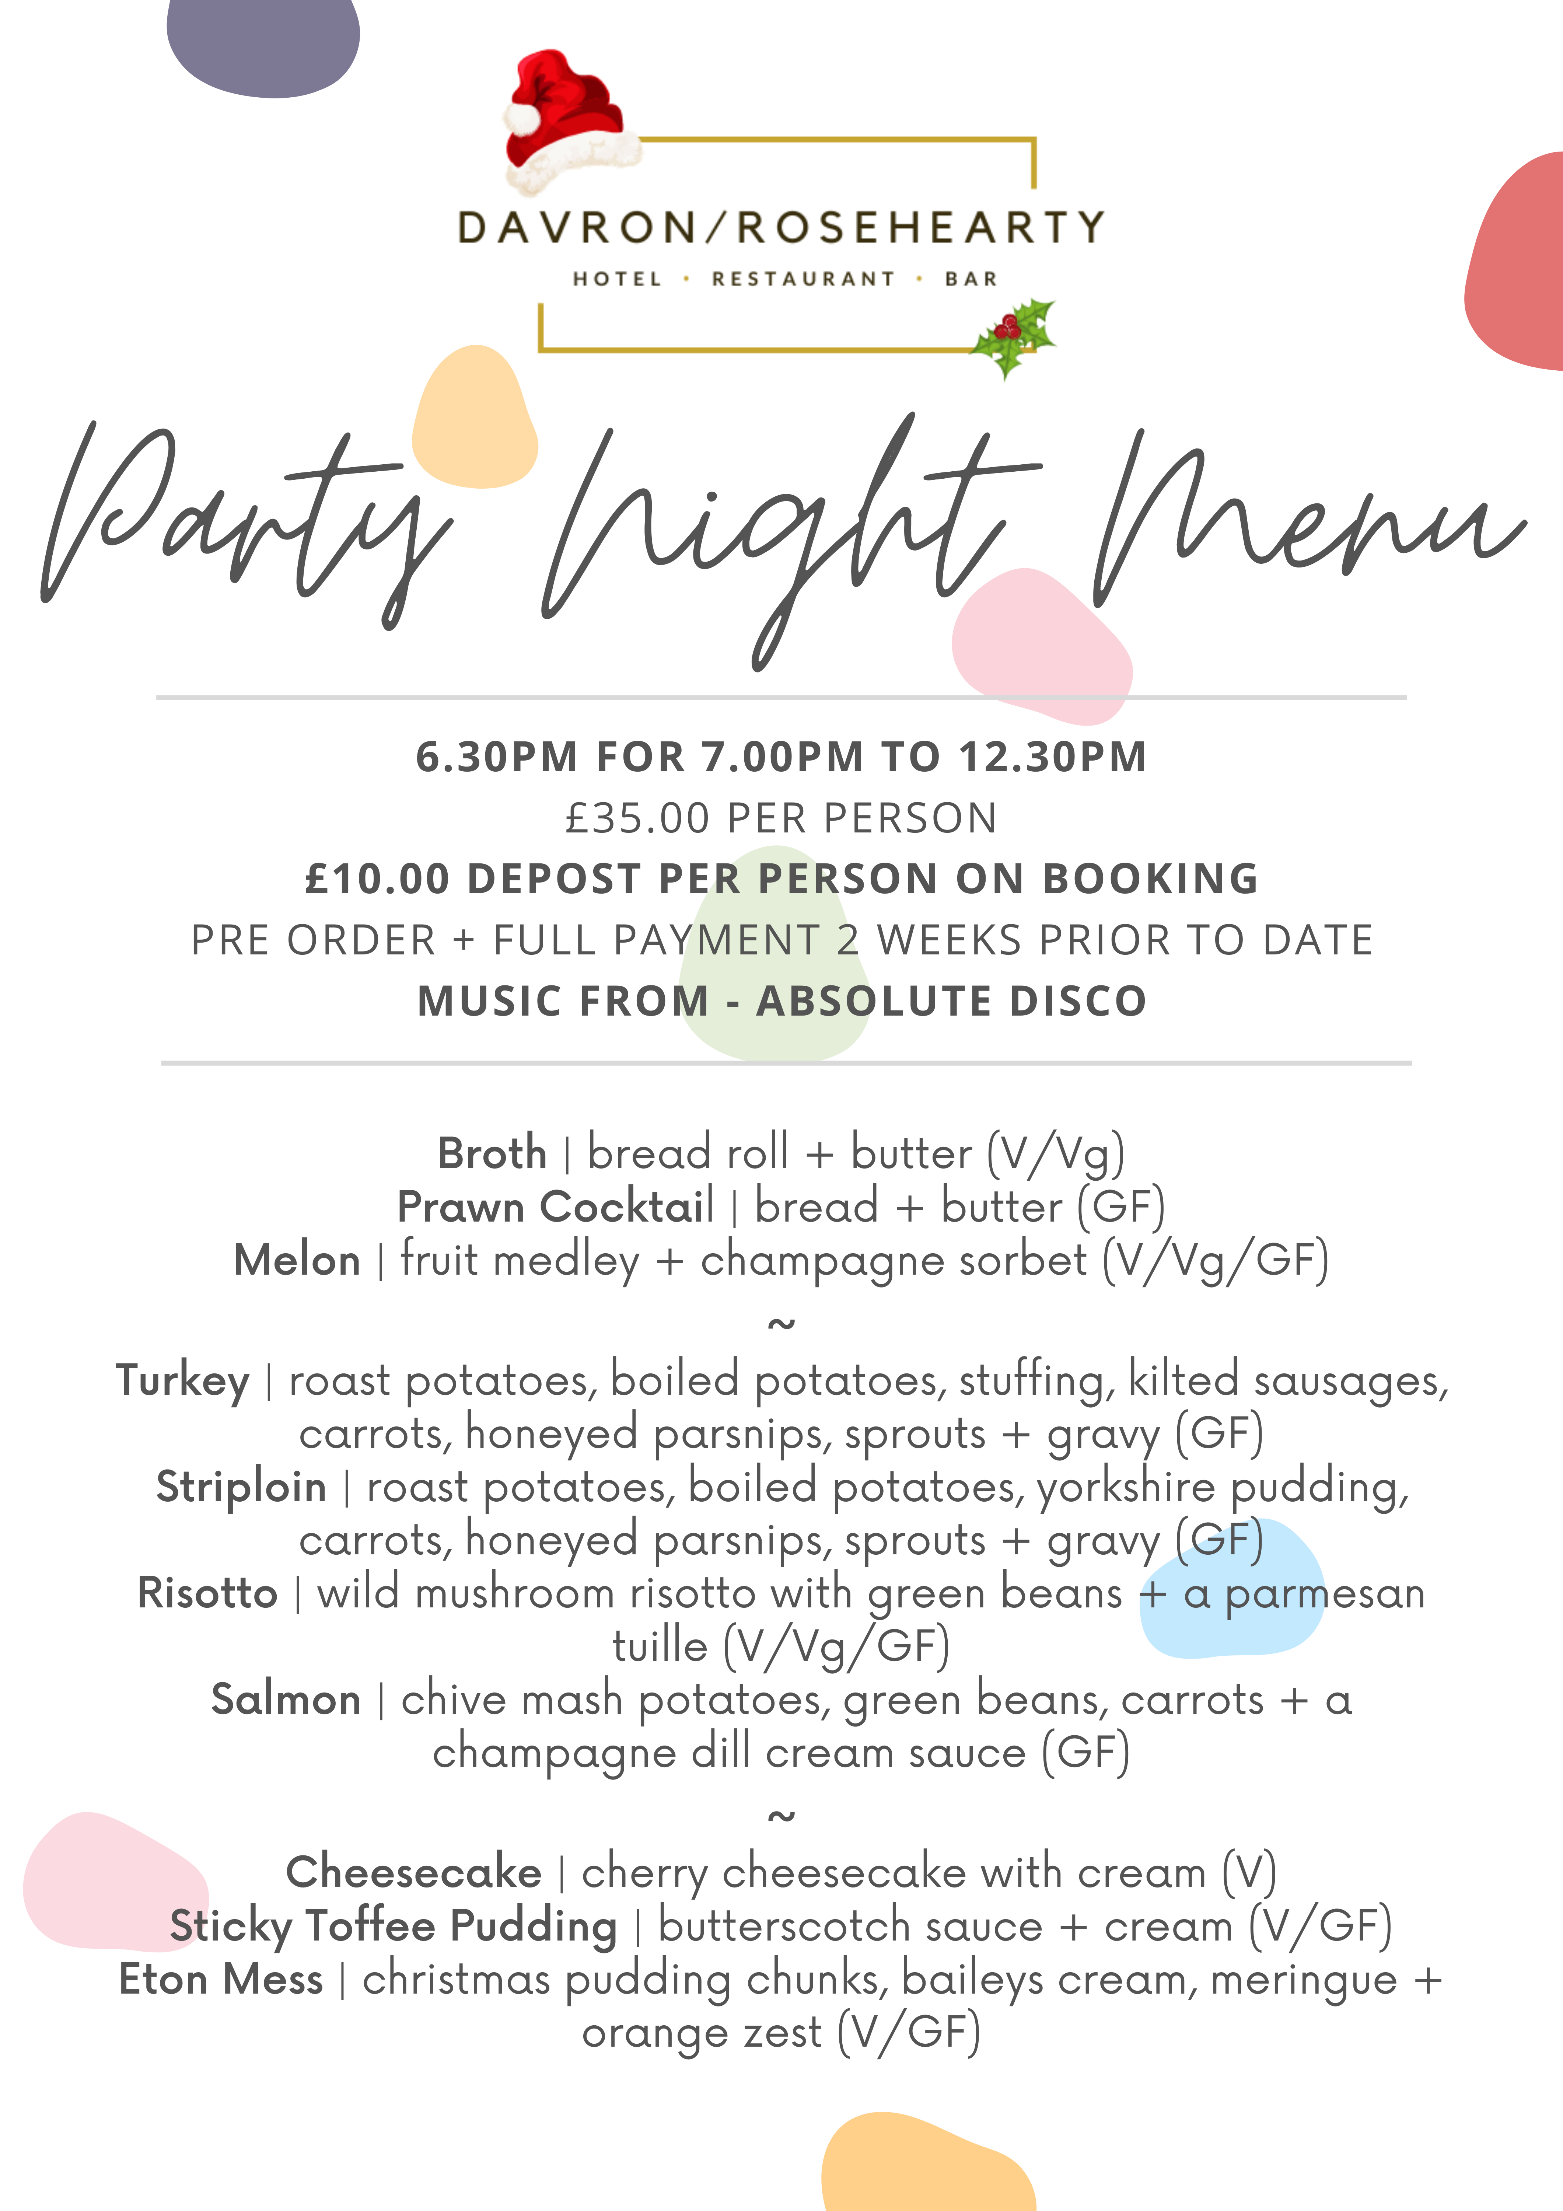 DAVRON/ROSEHEARTY
HOTEL • RESTAURANT • BAR
Party Night Menu
6.30PM FOR 7.00PM TO 12.30PM
£35.00 PER PERSON
£10.00 DEPOST PER PERSON ON BOOKING
PRE ORDER + FULL PAYMENT 2 WEEKS PRIOR TO DATE
MUSIC FROM - ABSOLUTE DISCO
Broth | bread roll + butter (V/Vg)
Prawn Cocktail | bread + butter (GF)
Melon | fruit medley + champagne sorbet (V/Vg/GF)
~
Turkey | roast potatoes, boiled potatoes, stuffing, kilted sausages,
carrots, honeyed parsnips, sprouts + gravy (GF)
Striploin | roast potatoes, boiled potatoes, yorkshire pudding,
carrots, honeyed parsnips, sprouts + gravy (GF)
Risotto | wild mushroom risotto with green beans + a parmesan
tuille (V/Vg/GF)
Salmon | chive mash potatoes, green beans, carrots + a
champagne dill cream sauce (GF)
~
Cheesecake | cherry cheesecake with cream (V)
Sticky Toffee Pudding | butterscotch sauce + cream (V/GF)
Eton Mess | christmas pudding chunks, baileys cream, meringue +
orange zest (V/GF)